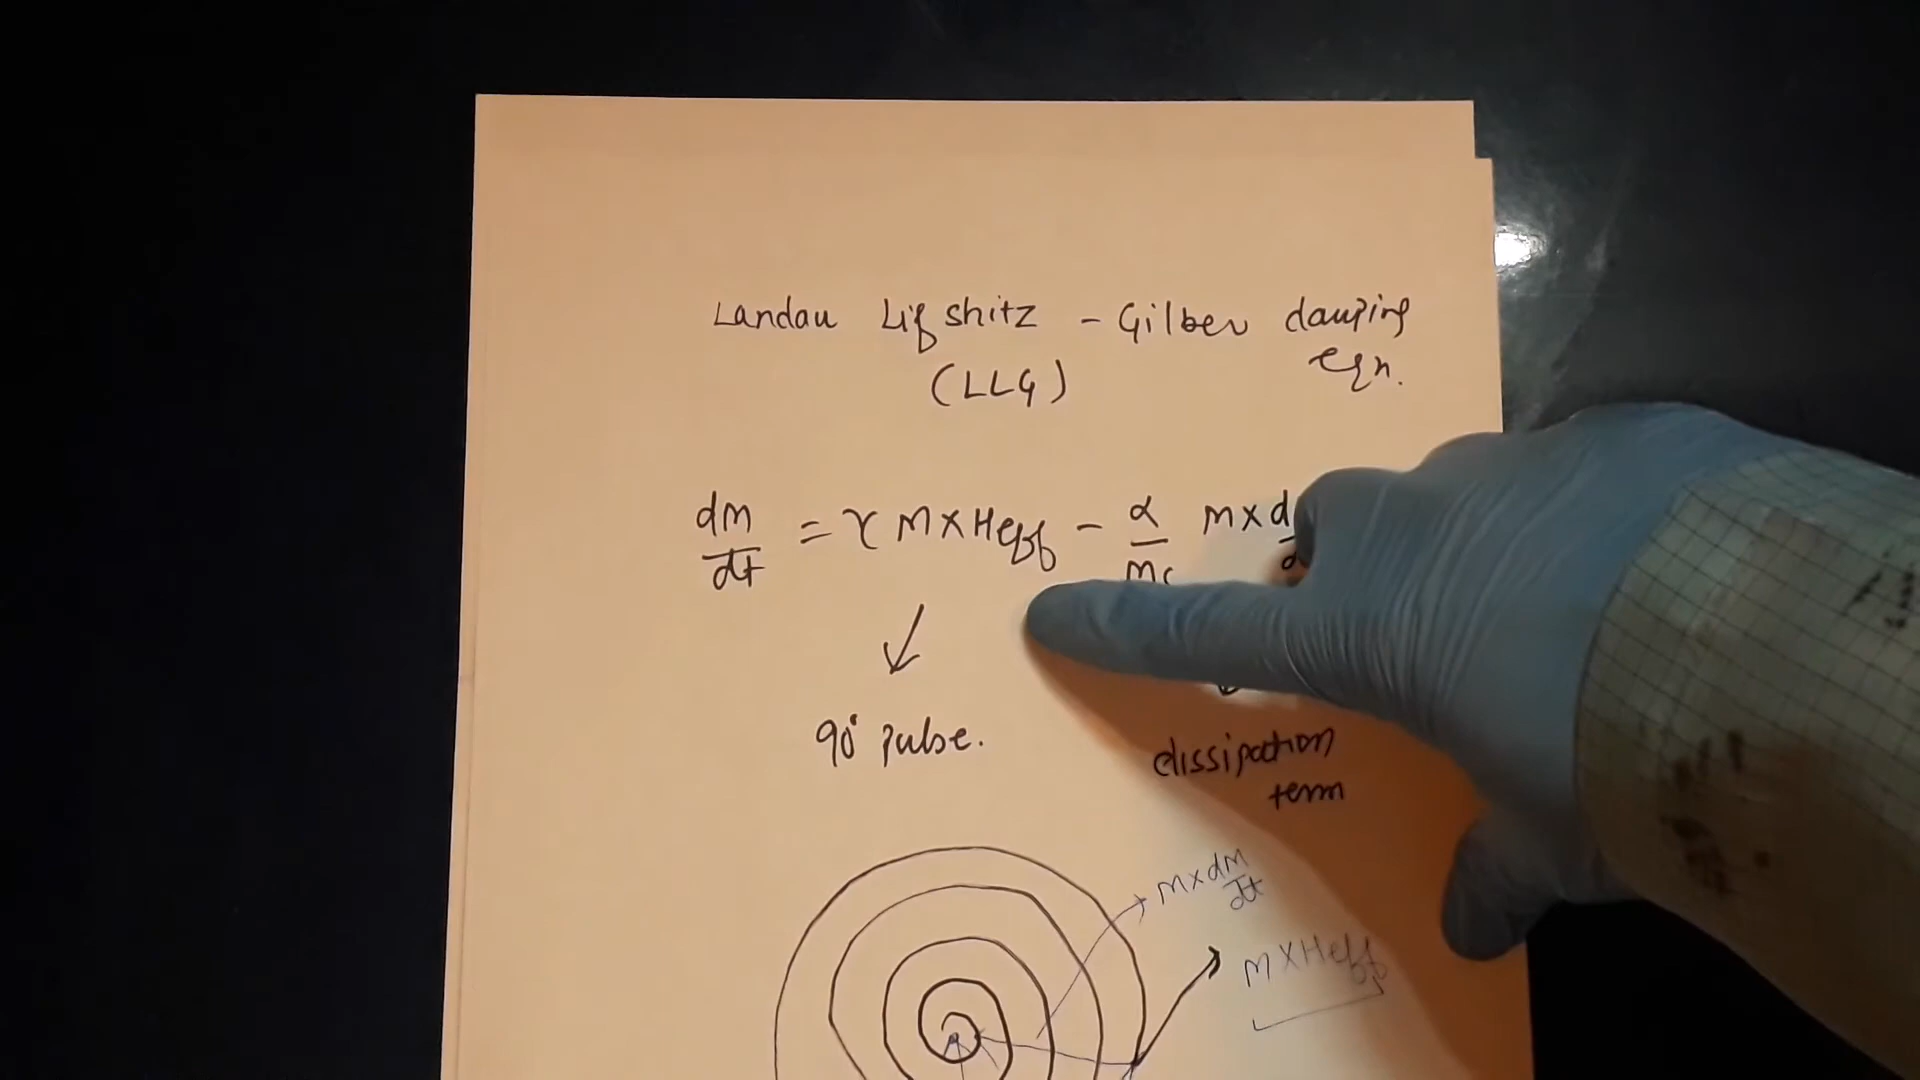 Landau Lifshitz - Gilber damping
eqn.
(LLG)
dM/dt = γ M X Heff - α/Ms M X d
90° pulse.
dissipation
term
M X dM/dt
M X Heff